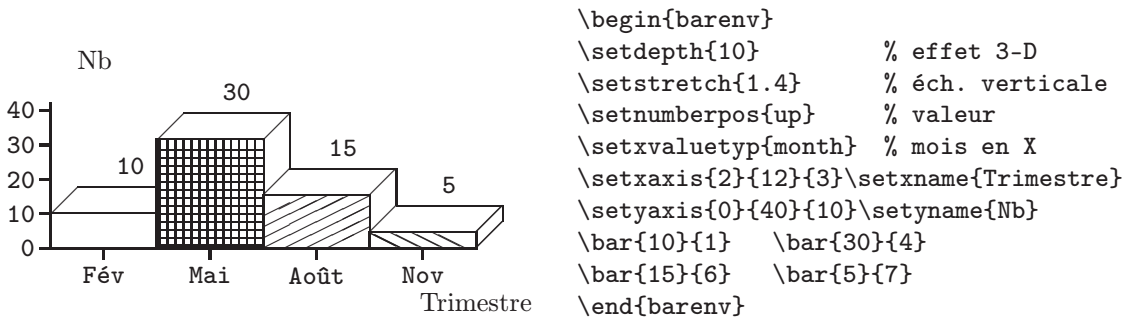 Nb
30
40
30
15
20
10
5
10
0
Fév Mai Août Nov
Trimestre
\begin{barenv}
\setdepth{10} % effet 3-D
\setstretch{1.4} % éch. verticale
\setnumberpos{up} % valeur
\setxvaluetyp{month} % mois en X
\setxaxis{2}{12}{3}\setxname{Trimestre}
\setyaxis{0}{40}{10}\setyname{Nb}
\bar{10}{1} \bar{30}{4}
\bar{15}{6} \bar{5}{7}
\end{barenv}